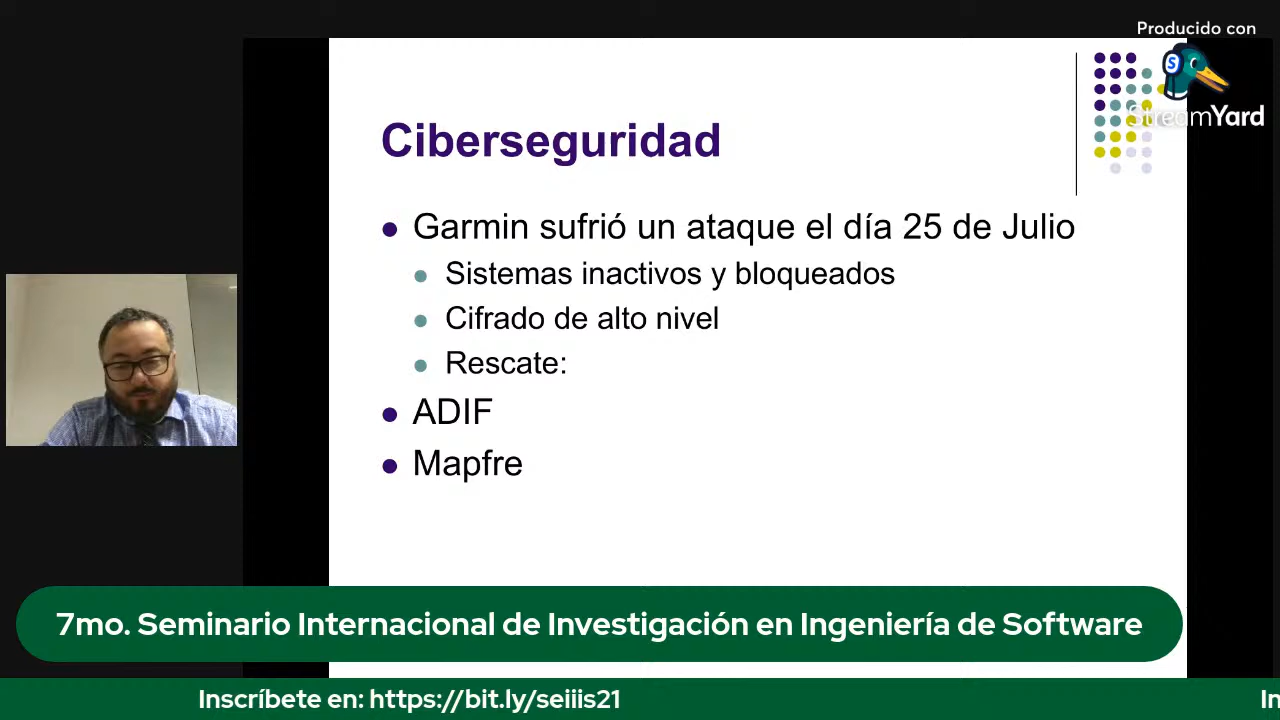 Producido con
StreamYard
Ciberseguridad
Garmin sufrió un ataque el día 25 de Julio
Sistemas inactivos y bloqueados
Cifrado de alto nivel
Rescate:
ADIF
Mapfre
7mo. Seminario Internacional de Investigación en Ingeniería de Software
Inscríbete en: https://bit.ly/seiiis21
In